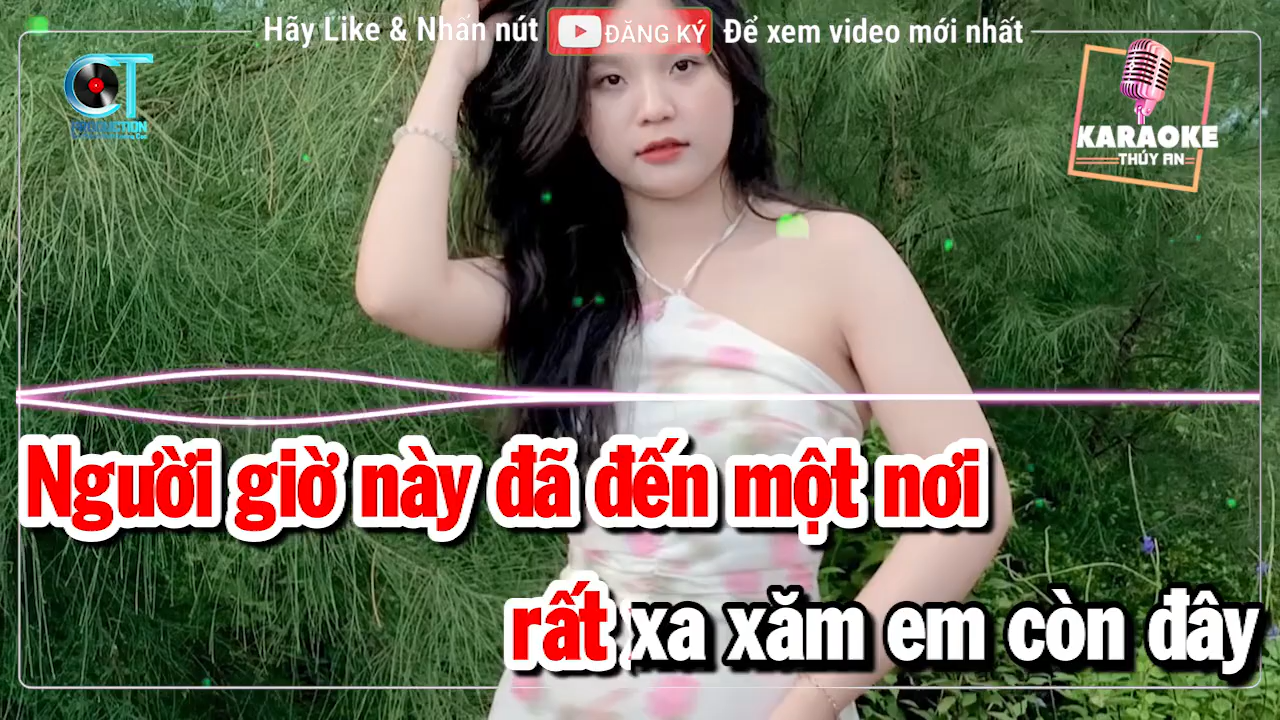 Hãy Like & Nhấn nút ĐĂNG KÝ Để xem video mới nhất
CT
KARAOKE
THÚY AN
Người giờ này đã đến một nơi
rất xa xăm em còn đây